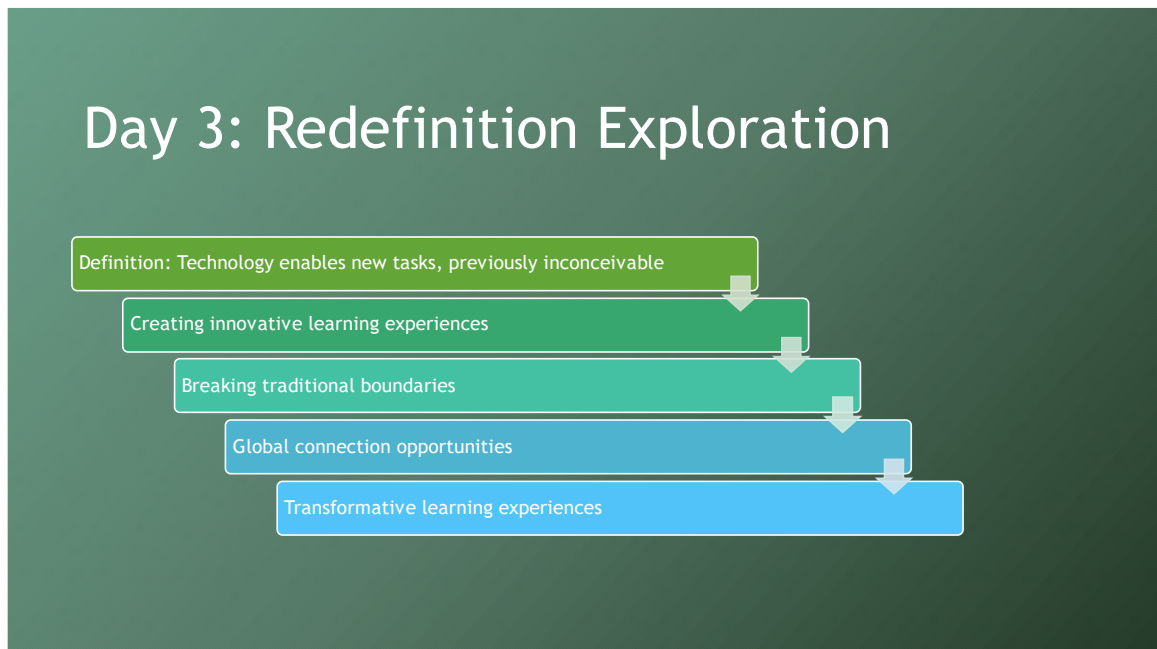 Day 3: Redefinition Exploration
Definition: Technology enables new tasks, previously inconceivable
Creating innovative learning experiences
Breaking traditional boundaries
Global connection opportunities
Transformative learning experiences